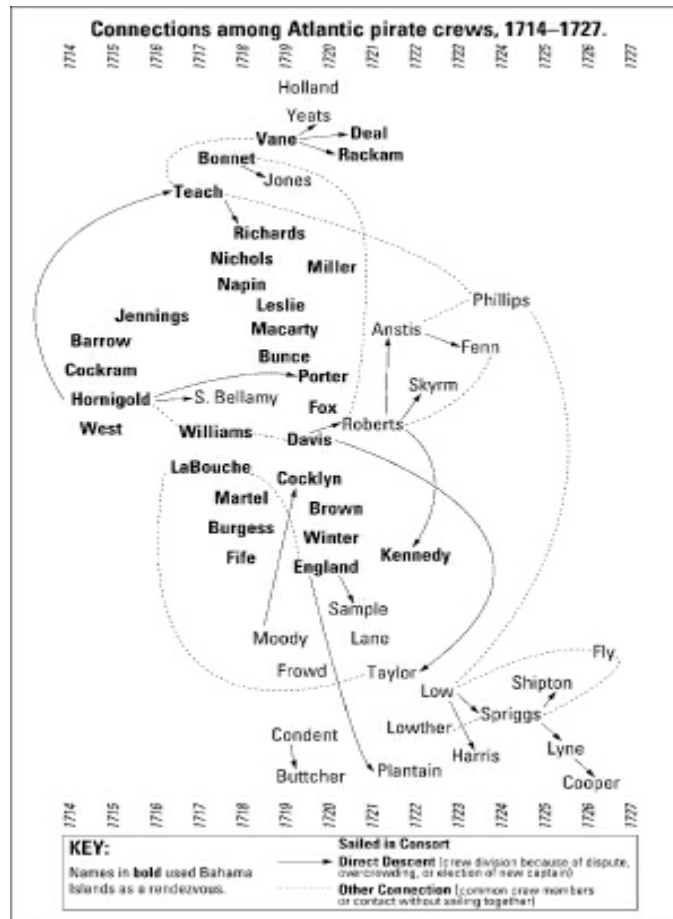 Connections among Atlantic pirate crews, 1714–1727.
1714 1715 1716 1717 1718 1719 1720 1721 1722 1723 1724 1725 1726 1727
Holland
Yeats
Vane Deal
Bonnet Rackam
Jones
Teach
Richards
Nichols Miller
Napin
Leslie Phillips
Jennings
Macarty Anstis
Barrow Fenn
Bunce
Cockram Porter
Skyrm
Hornigold S. Bellamy
Fox
West Williams Davis Roberts
LaBouche Cocklyn
Martel Brown
Burgess Winter
Fife England Kennedy
Sample
Moody Lane
Fly
Frowd Taylor
Low Shipton
Spriggs
Condent Lowther
Harris Lyne
Buttcher Plantain
Cooper
1714 1715 1716 1717 1718 1719 1720 1721 1722 1723 1724 1725 1726 1727
KEY:
Names in bold used Bahama
Islands as a rendezvous.
Sailed in Consort
Direct Descent (crew division because of dispute,
overcrowding, or election of new captain)
Other Connection (common crew members
or contact without sailing together)